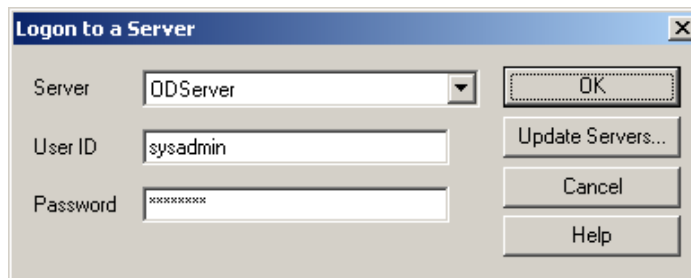 Logon to a Server
Server ODServer OK
Update Servers...
User ID sysadmin
Cancel
Password ********
Help